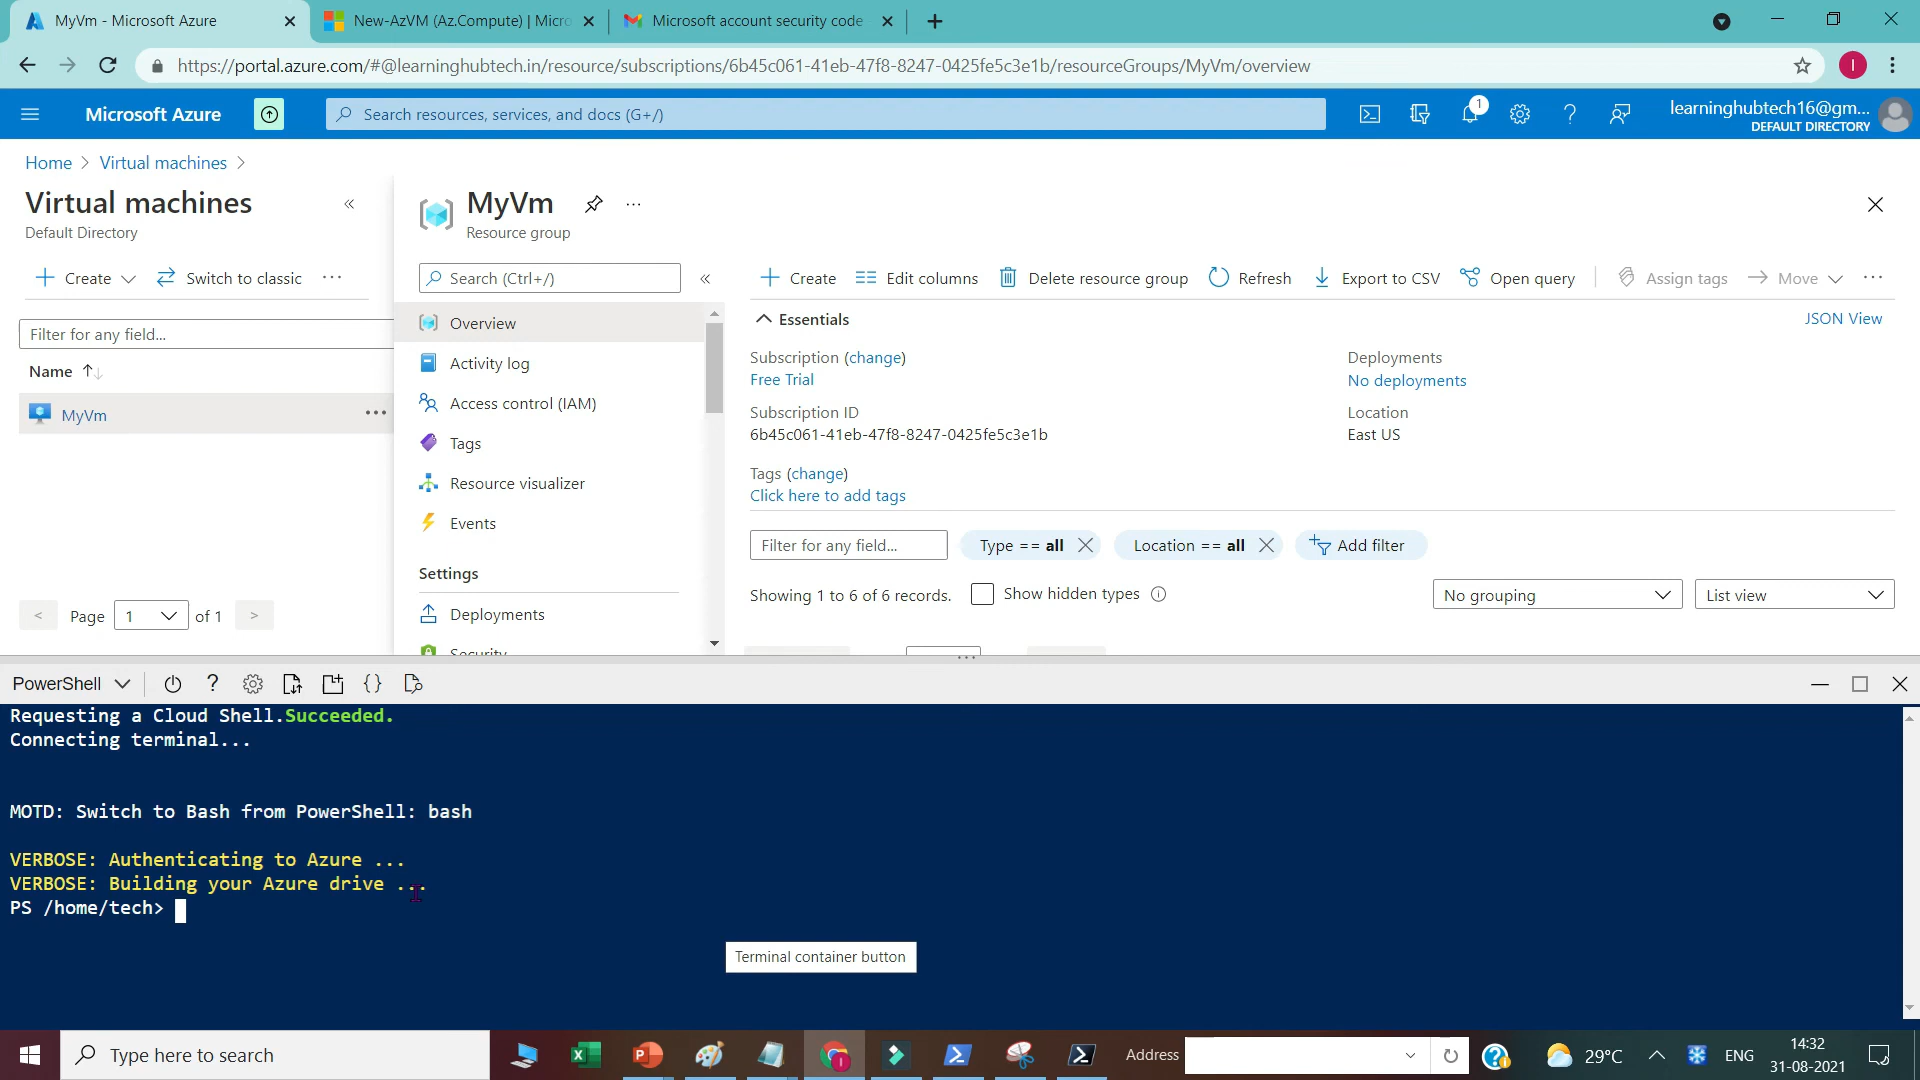 MyVm - Microsoft Azure
New-AzVM (Az.Compute) | Micro
Microsoft account security code
https://portal.azure.com/#@learninghubtech.in/resource/subscriptions/6b45c061-41eb-47f8-8247-0425fe5c3e1b/resourceGroups/MyVm/overview
I
Microsoft Azure
Search resources, services, and docs (G+/)
1
learninghubtech16@gm...
DEFAULT DIRECTORY
Home > Virtual machines >
Virtual machines
Default Directory
Create
Switch to classic
Filter for any field...
Name
MyVm
< Page 1 of 1 >
MyVm
Resource group
Search (Ctrl+/)
Overview
Activity log
Access control (IAM)
Tags
Resource visualizer
Events
Settings
Deployments
Security
Create
Edit columns
Delete resource group
Refresh
Export to CSV
Open query
Assign tags
Move
Essentials
JSON View
Subscription (change)
Free Trial
Subscription ID
6b45c061-41eb-47f8-8247-0425fe5c3e1b
Tags (change)
Click here to add tags
Deployments
No deployments
Location
East US
Filter for any field...
Type == all
Location == all
Add filter
Showing 1 to 6 of 6 records.
Show hidden types
No grouping
List view
PowerShell
Requesting a Cloud Shell.Succeeded.
Connecting terminal...
MOTD: Switch to Bash from PowerShell: bash
VERBOSE: Authenticating to Azure ...
VERBOSE: Building your Azure drive ...
PS /home/tech>
Terminal container button
Type here to search
Address
29°C
ENG
14:32
31-08-2021